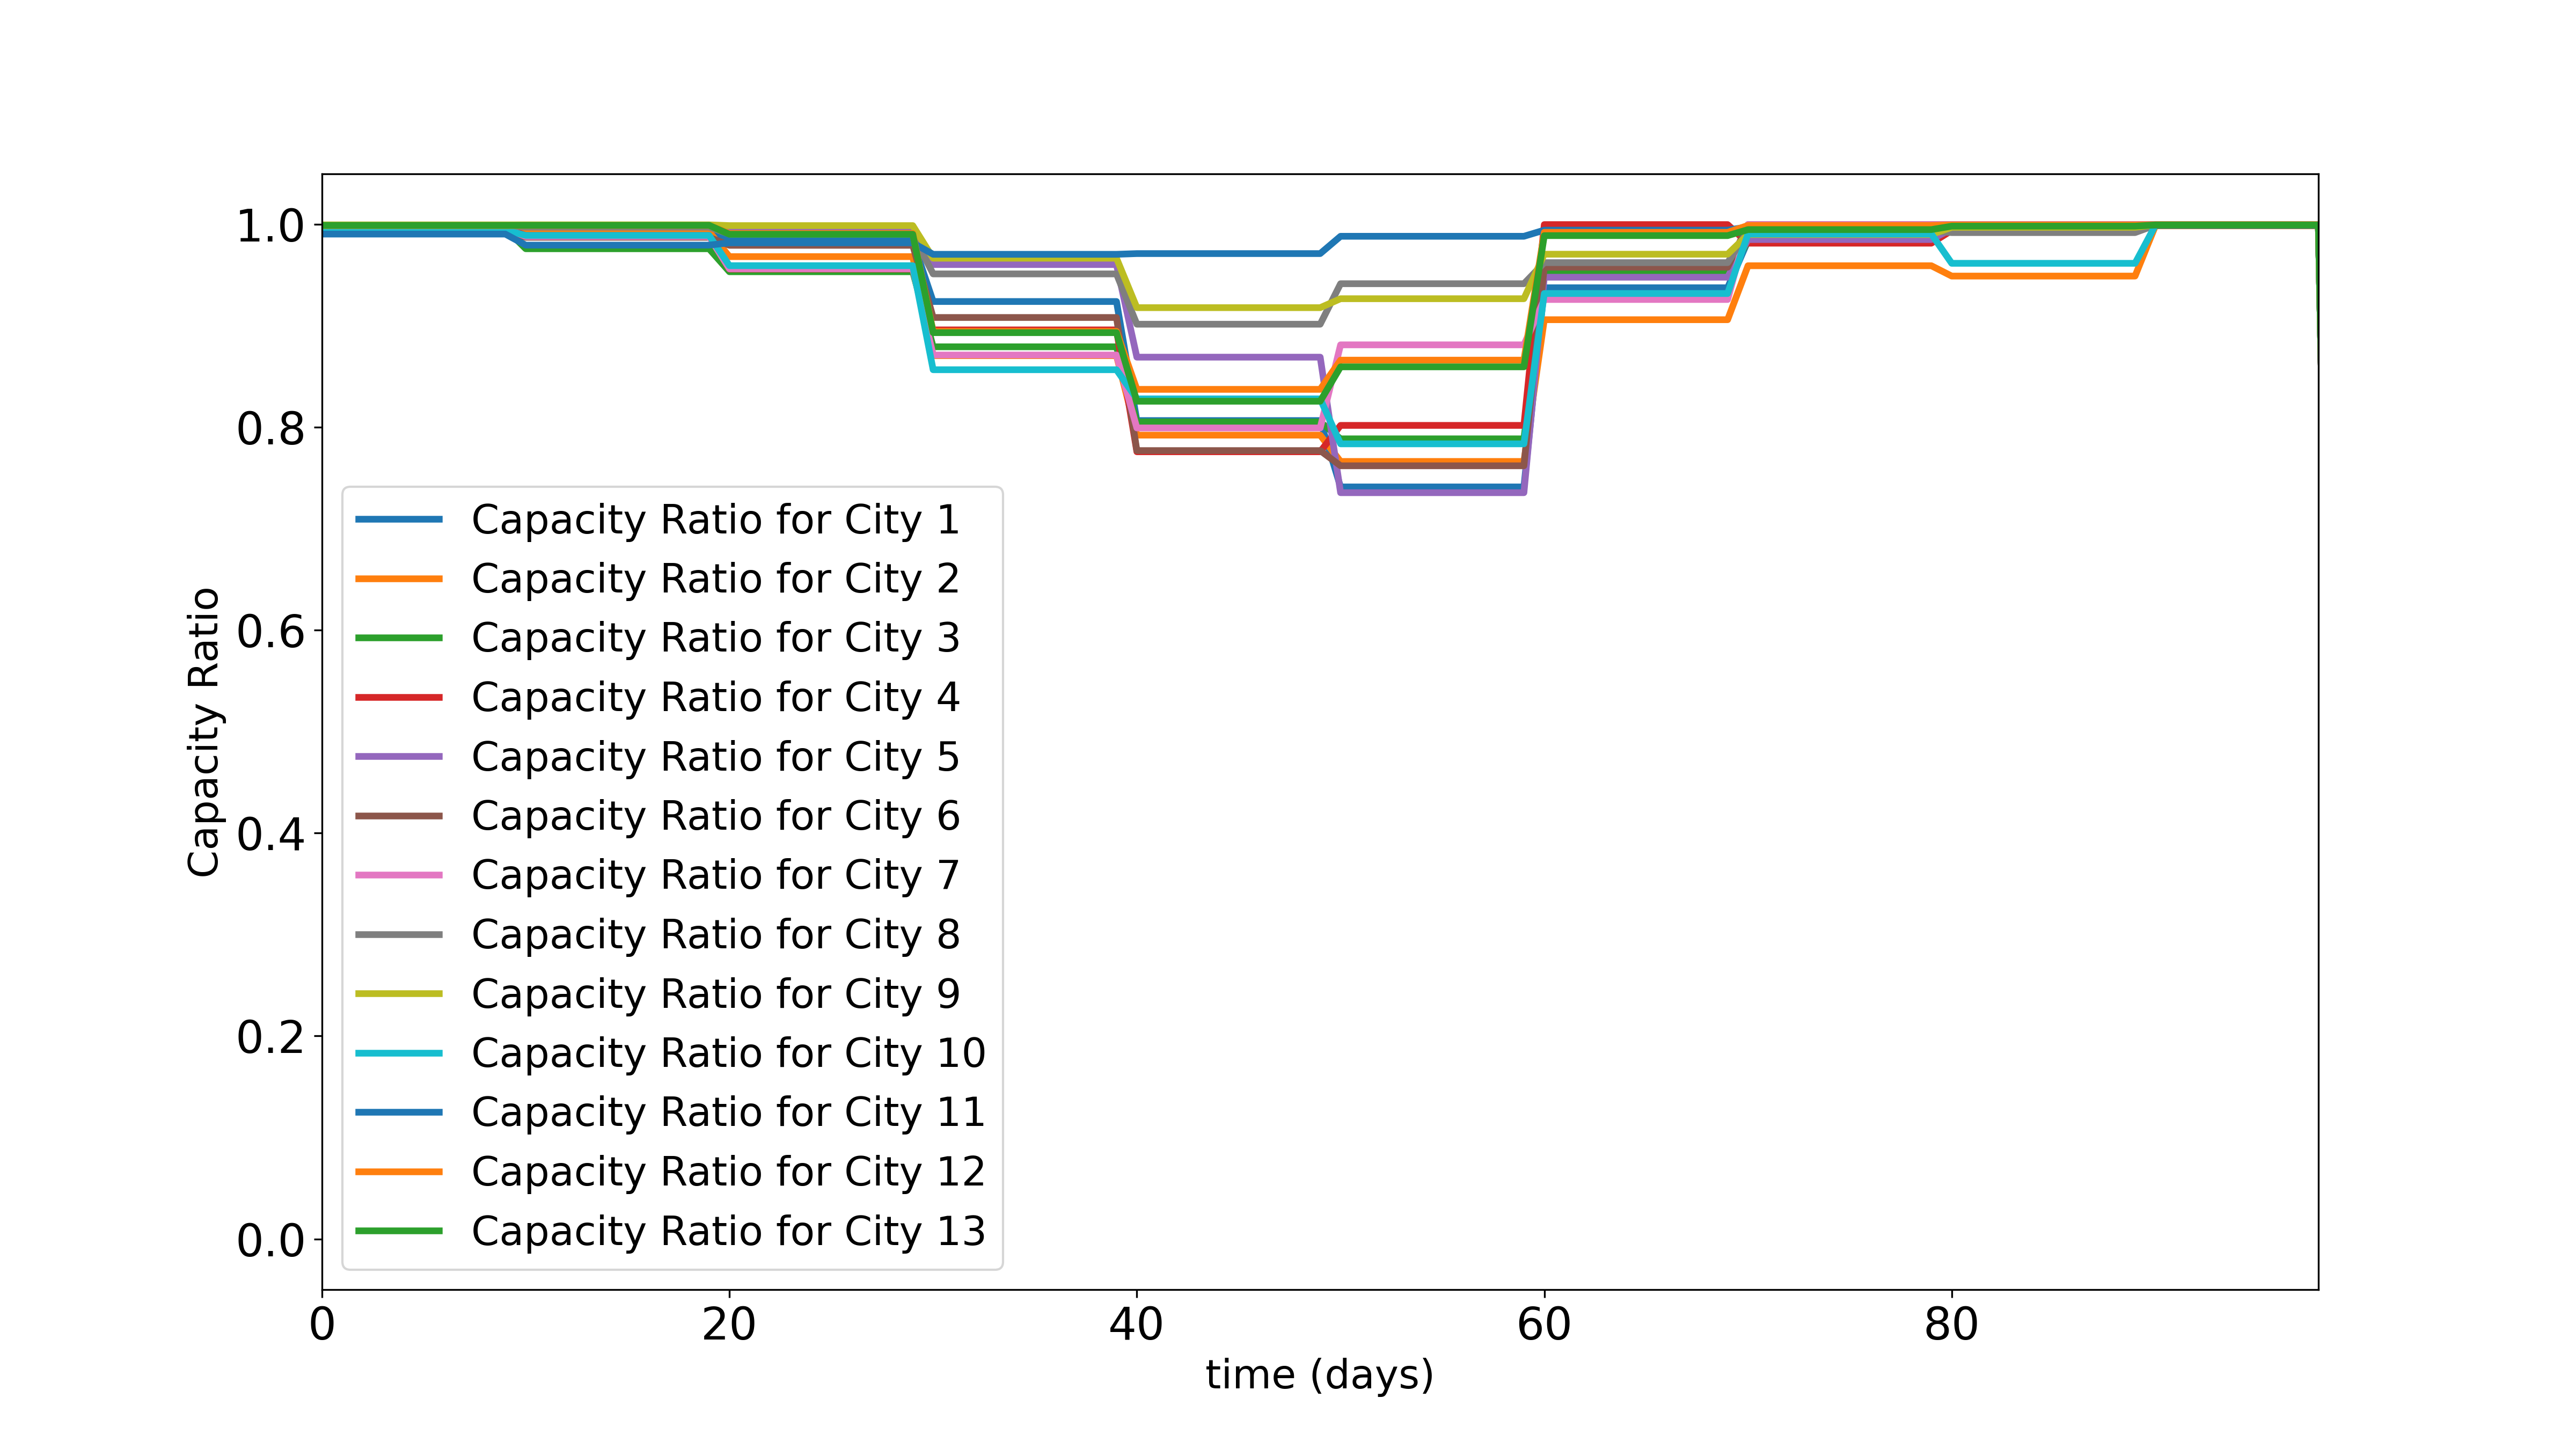 1.0
0.8
0.6
0.4
0.2
0.0
Capacity Ratio
Capacity Ratio for City 1
Capacity Ratio for City 2
Capacity Ratio for City 3
Capacity Ratio for City 4
Capacity Ratio for City 5
Capacity Ratio for City 6
Capacity Ratio for City 7
Capacity Ratio for City 8
Capacity Ratio for City 9
Capacity Ratio for City 10
Capacity Ratio for City 11
Capacity Ratio for City 12
Capacity Ratio for City 13
0 20 40 60 80
time (days)